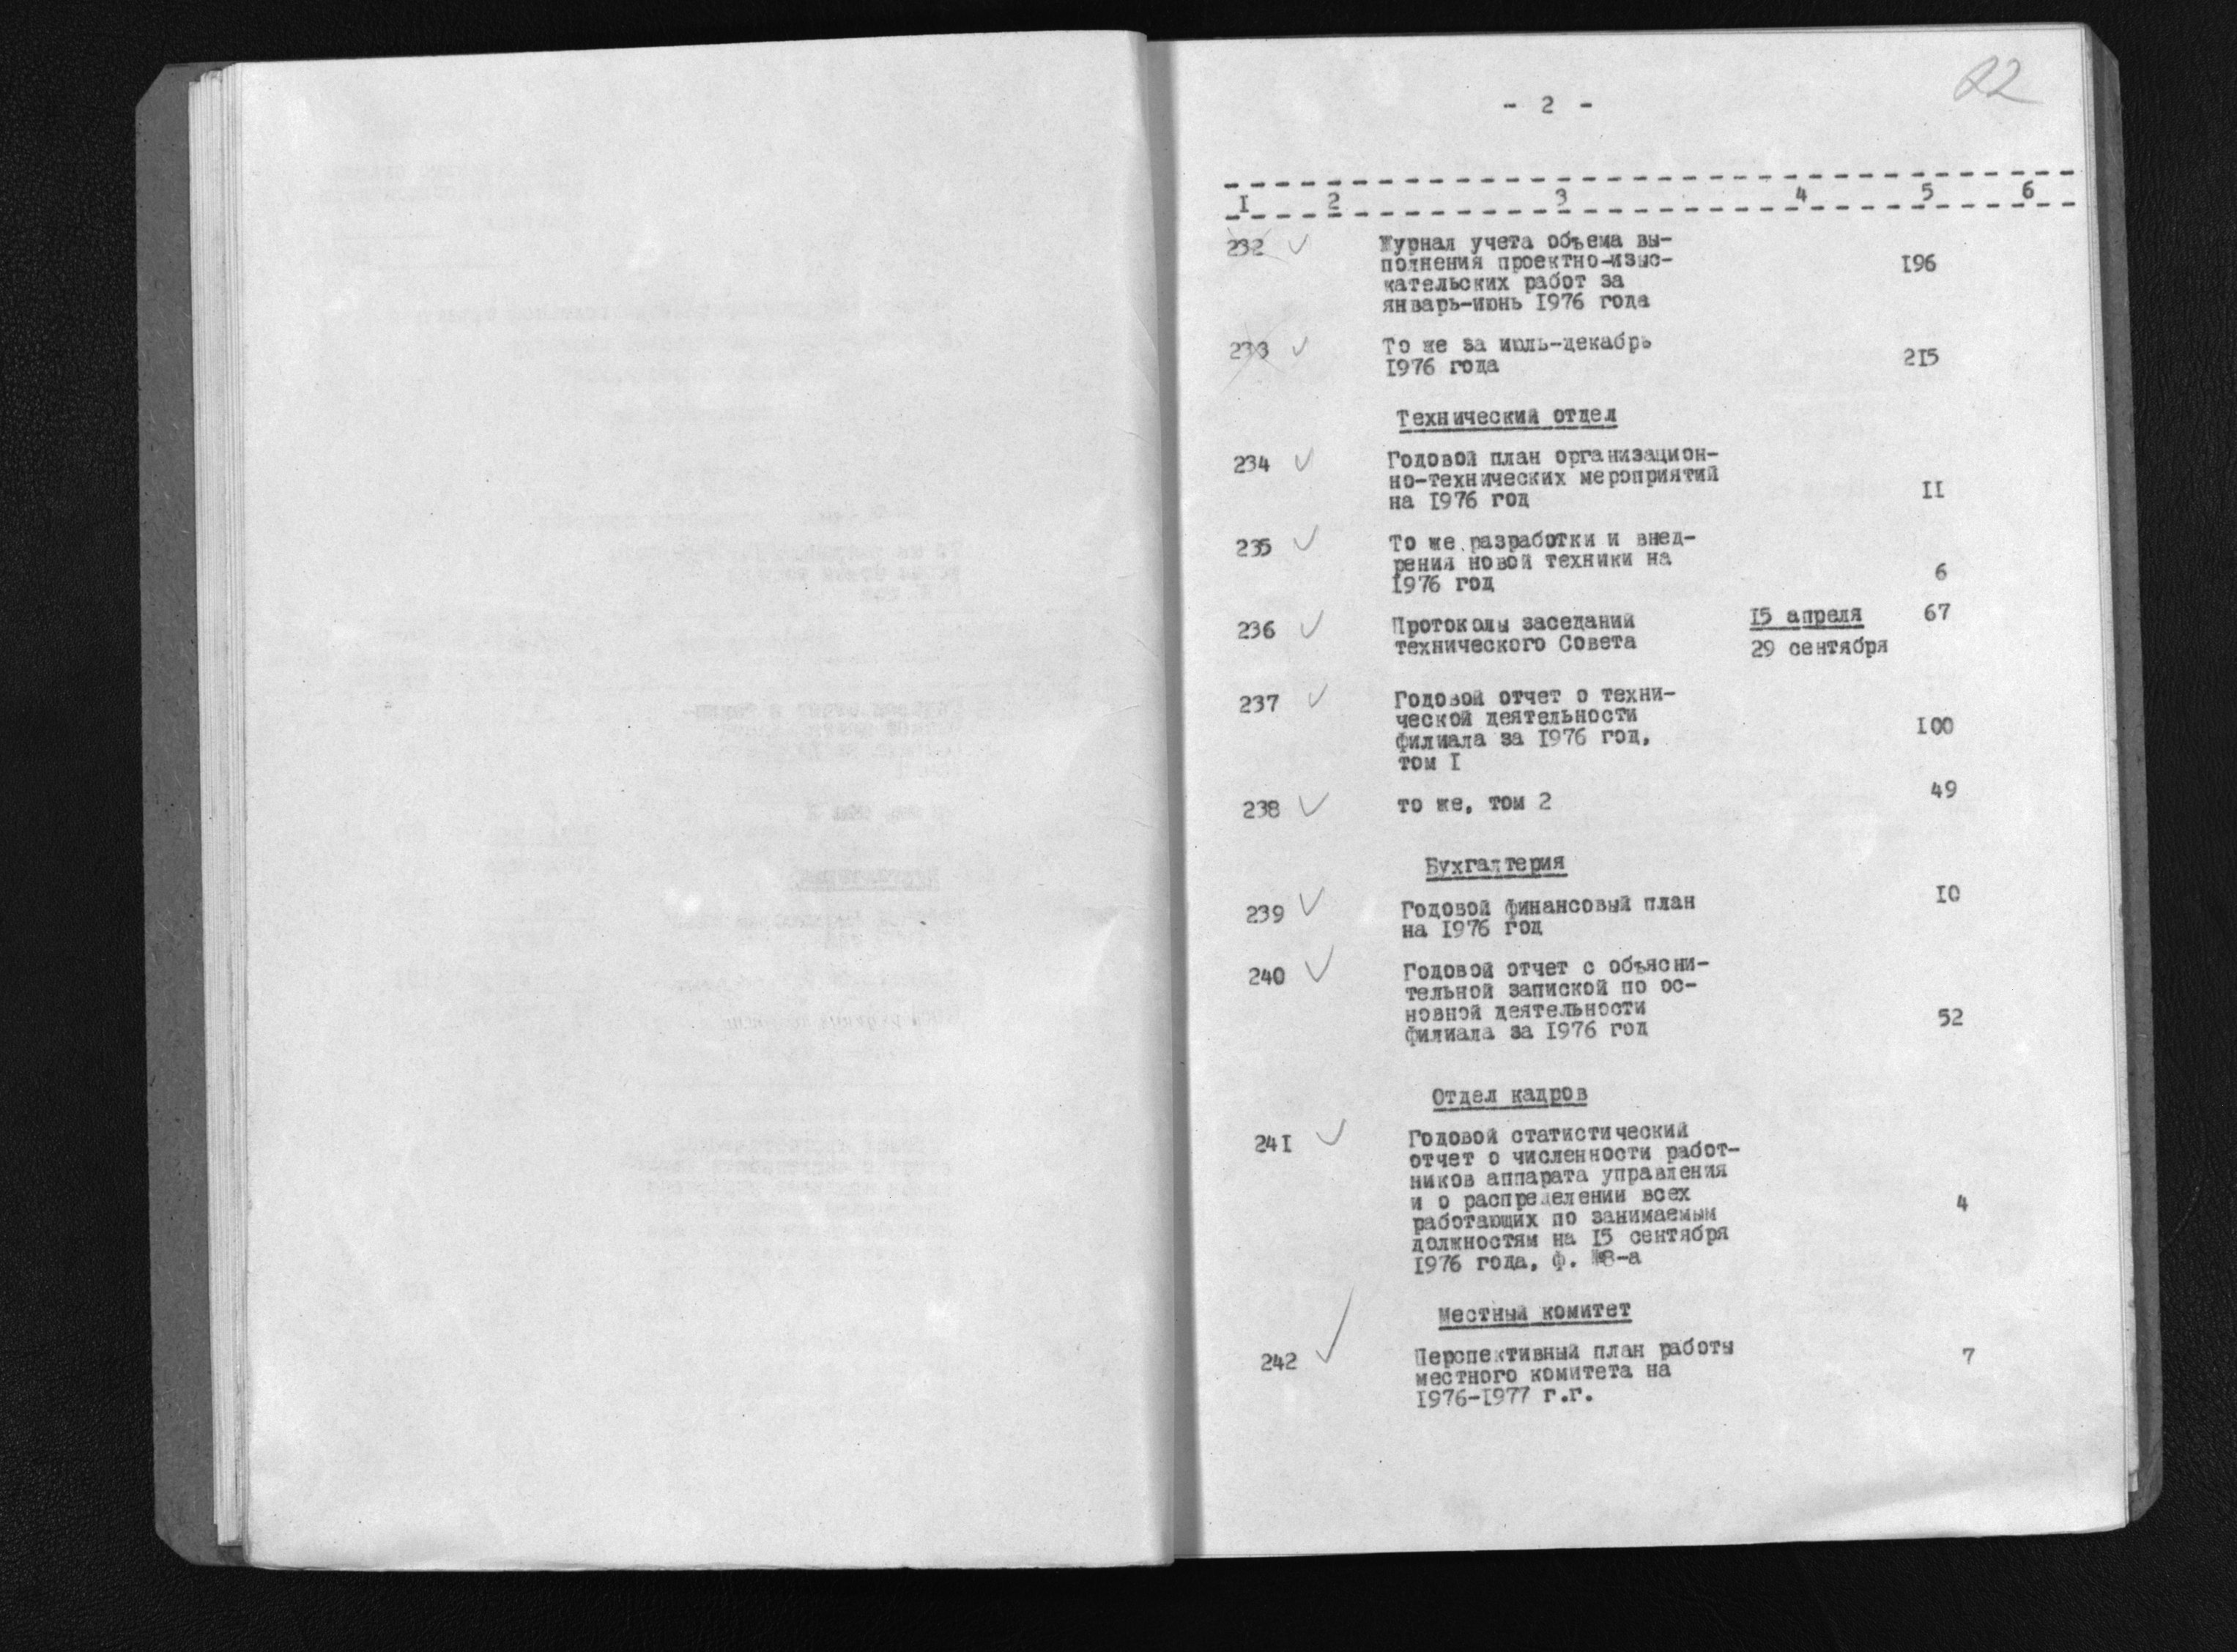 22
- 2 -
I 2 3 4 5 6
232 ✓ Журнал учета объема вы-
полнения проектно-изыс- 196
кательских работ за
январь-июнь 1976 года
233 ✓ То же за июль-декабрь
1976 года 215
Технический отдел
234 ✓ Годовой план организацион-
но-технических мероприятий
на 1976 год II
235 ✓ То же разработки и внед-
рения новой техники на
1976 год 6
236 ✓ Протоколы заседаний 15 апреля 67
технического Совета 29 сентября
237 ✓ Годовой отчет о техни-
ческой деятельности
филиала за 1976 год, 100
том I
238 ✓ то же, том 2 49
Бухгалтерия
239 ✓ Годовой финансовый план 10
на 1976 год
240 ✓ Годовой отчет с объясни-
тельной запиской по ос-
новной деятельности 52
филиала за 1976 год
Отдел кадров
241 ✓ Годовой статистический
отчет о численности работ-
ников аппарата управления
и о распределении всех 4
работающих по занимаемым
должностям на 15 сентября
1976 года, ф. №8-а
Местный комитет
242 ✓ Перспективный план работы 7
местного комитета на
1976-1977 г.г.